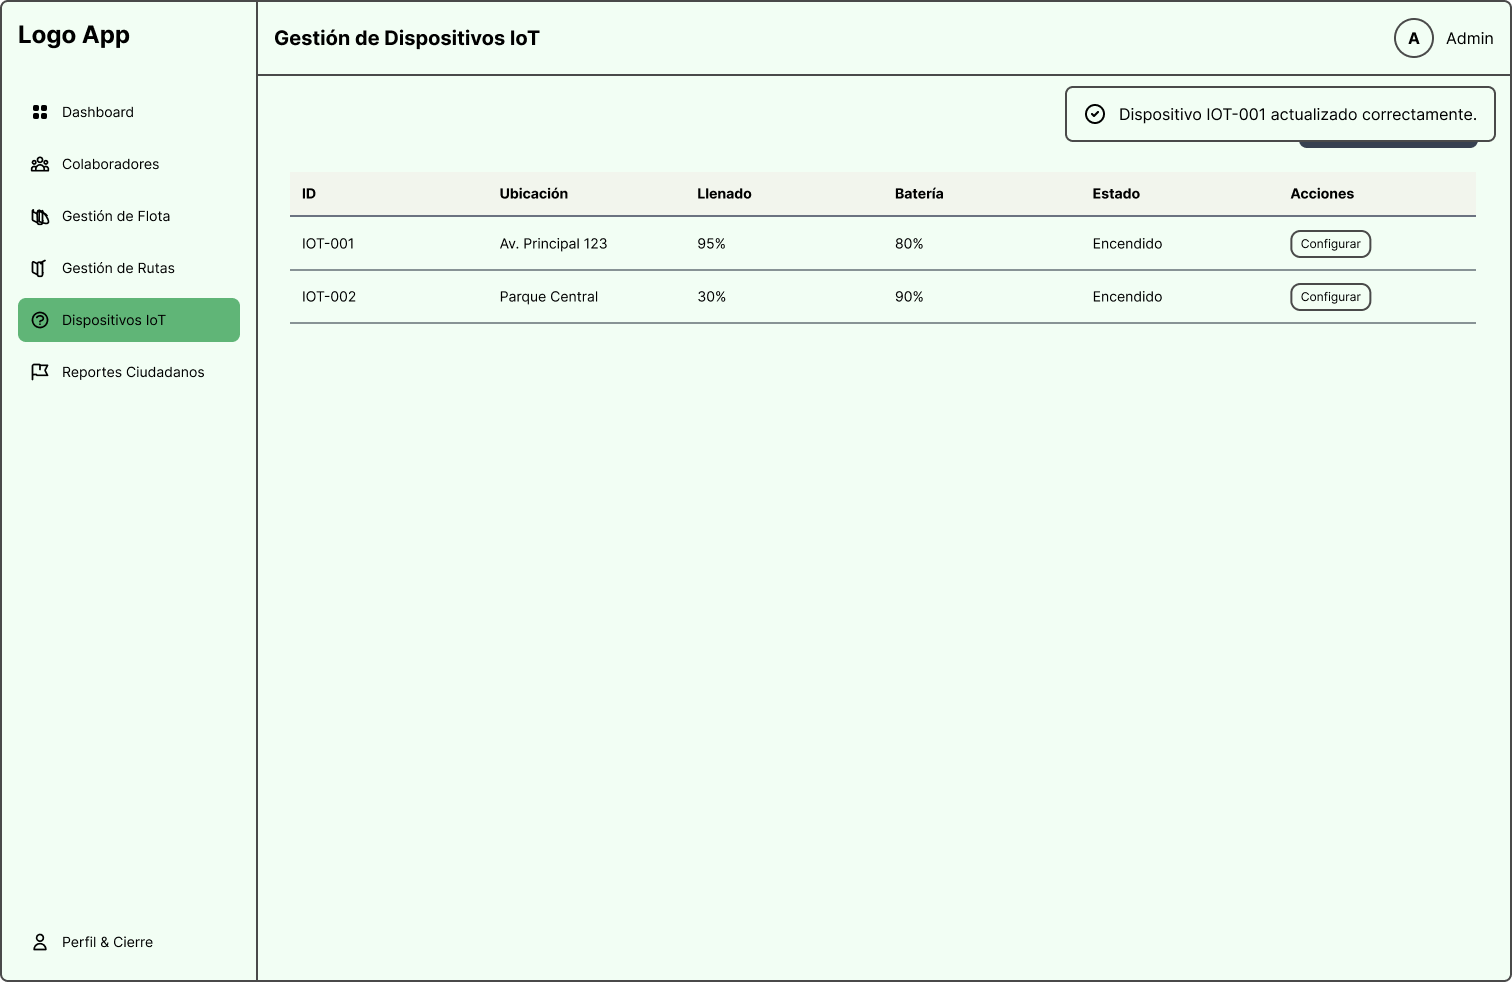 Logo App
Dashboard
Colaboradores
Gestión de Flota
Gestión de Rutas
Dispositivos IoT
Reportes Ciudadanos
Perfil & Cierre
Gestión de Dispositivos IoT
A Admin
Dispositivo IOT-001 actualizado correctamente.
ID Ubicación Llenado Batería Estado Acciones
IOT-001 Av. Principal 123 95% 80% Encendido Configurar
IOT-002 Parque Central 30% 90% Encendido Configurar